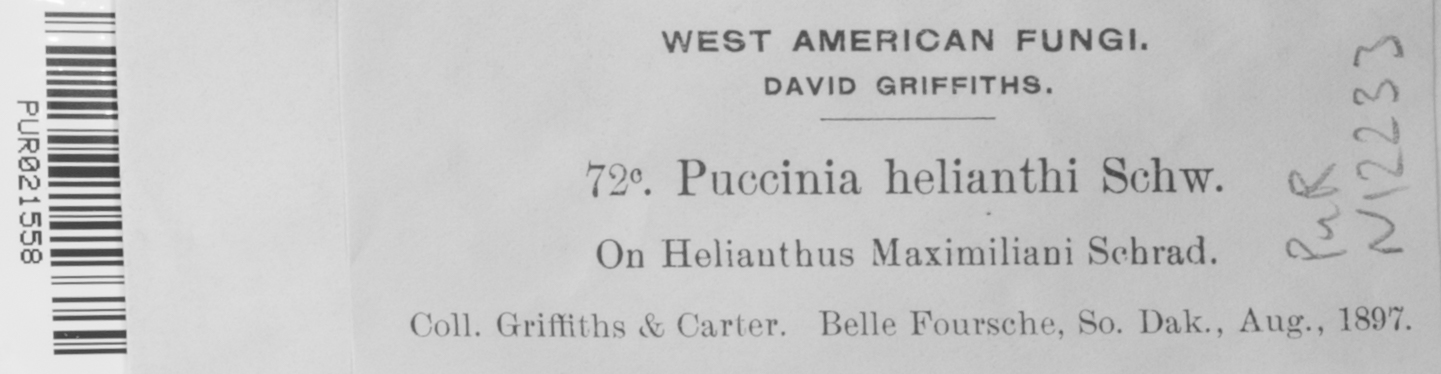 WEST AMERICAN FUNGI.
DAVID GRIFFITHS.
72c. Puccinia helianthi Schw.
On Helianthus Maximiliani Schrad.
Coll. Griffiths & Carter. Belle Foursche, So. Dak., Aug., 1897.
PUR021558
PUR
N12233